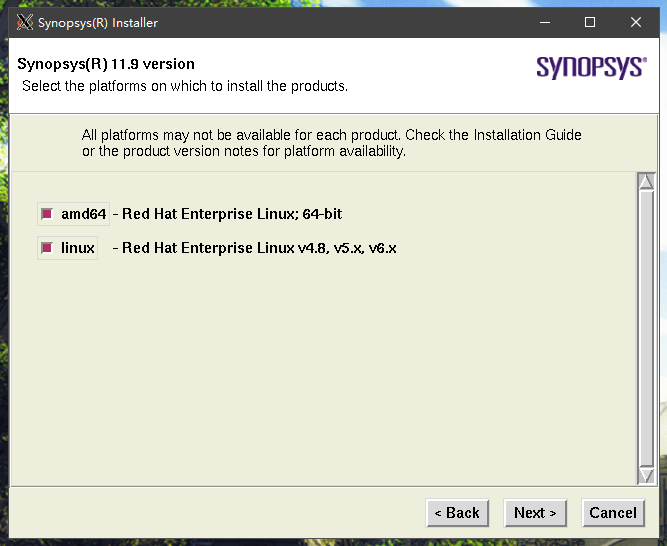 Synopsys(R) Installer
Synopsys(R) 11.9 version
SYNOPSYS®
Select the platforms on which to install the products.
All platforms may not be available for each product. Check the Installation Guide
or the product version notes for platform availability.
amd64 - Red Hat Enterprise Linux; 64-bit
linux - Red Hat Enterprise Linux v4.8, v5.x, v6.x
< Back Next > Cancel